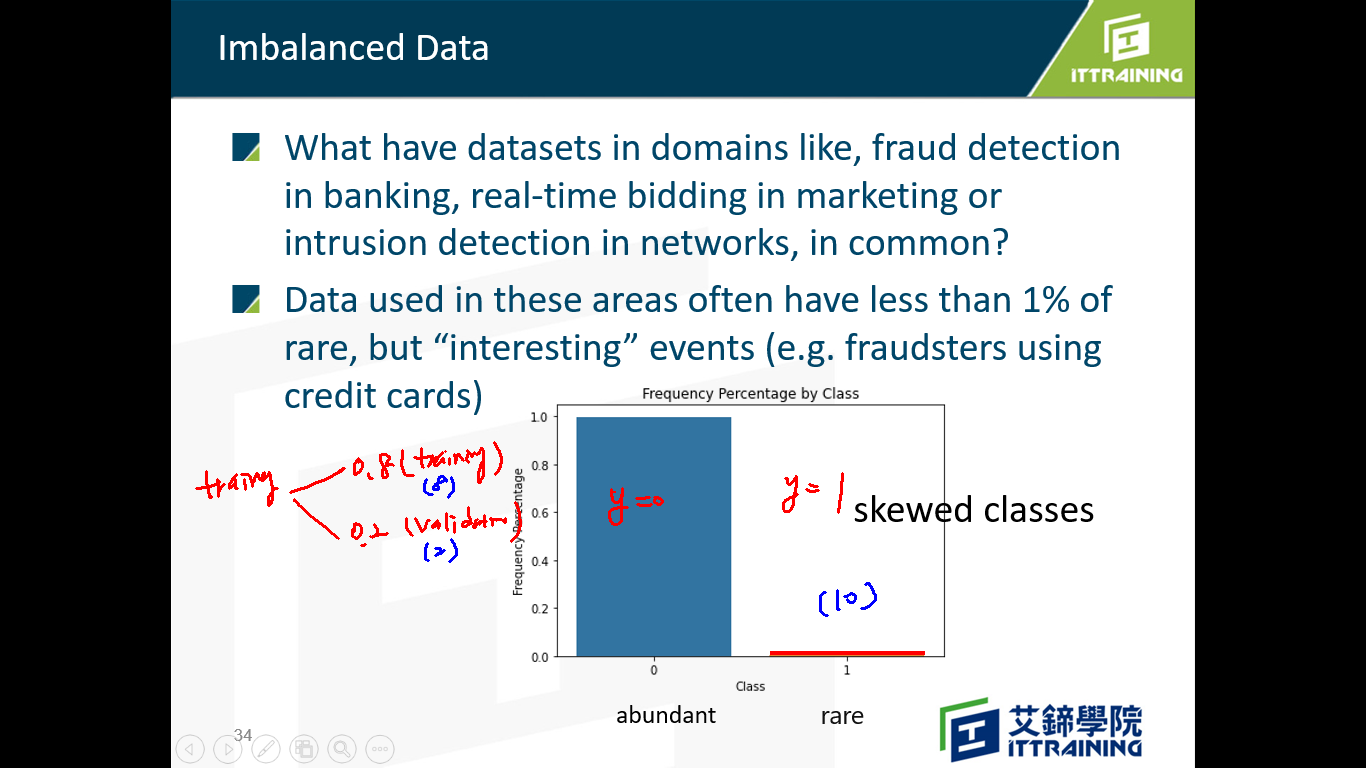 Imbalanced Data
ITTRAINING
What have datasets in domains like, fraud detection
in banking, real-time bidding in marketing or
intrusion detection in networks, in common?
Data used in these areas often have less than 1% of
rare, but “interesting” events (e.g. fraudsters using
credit cards)
Frequency Percentage by Class
1.0
0.8
0.6
0.4
0.2
0.0
Frequency Percentage
0
1
Class
y=0
y=1
(10)
skewed classes
abundant
rare
0.8 (training)
(8)
0.2
(2)
34
艾鍗學院
ITTRAINING